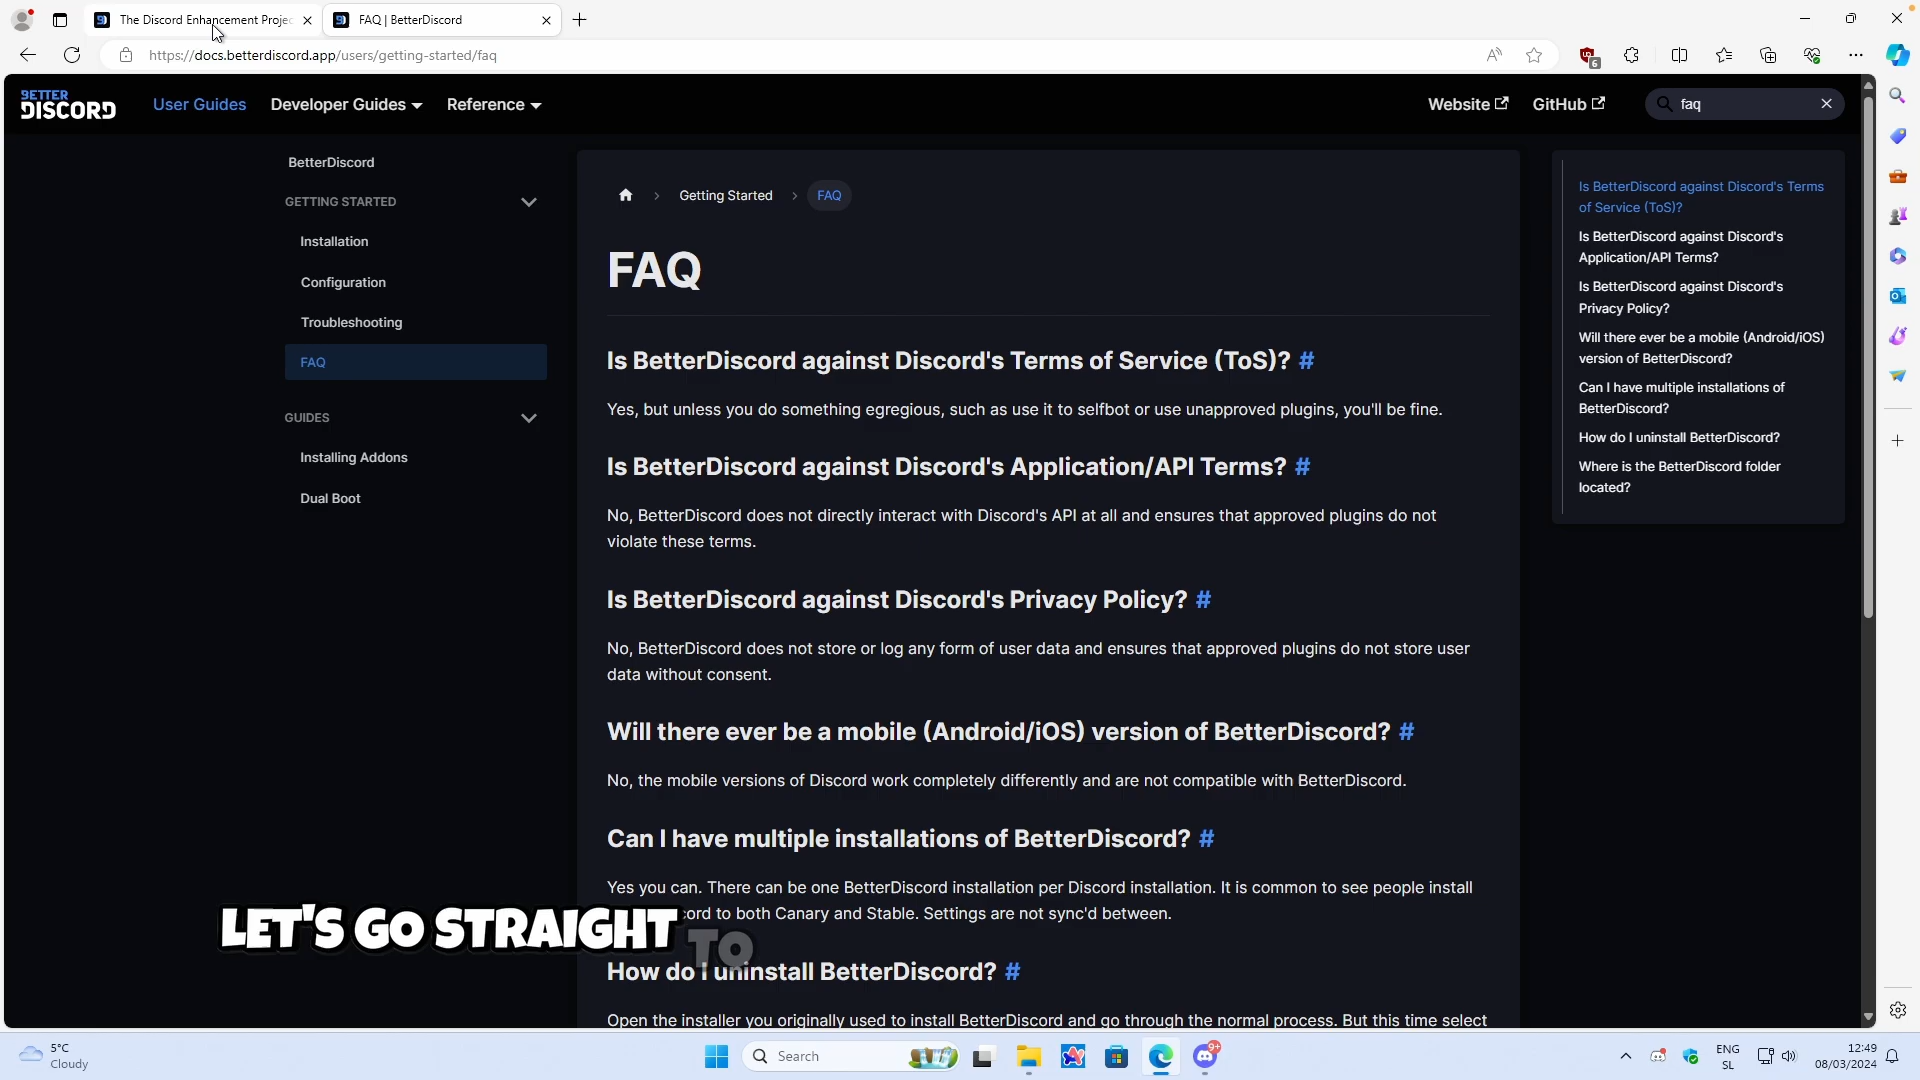 The Discord Enhancement Projec
FAQ | BetterDiscord
https://docs.betterdiscord.app/users/getting-started/faq
6
BETTER
DISCORD
User Guides
Developer Guides
Reference
Website
GitHub
faq
BetterDiscord
GETTING STARTED
Installation
Configuration
Troubleshooting
FAQ
GUIDES
Installing Addons
Dual Boot
Getting Started
FAQ
FAQ
Is BetterDiscord against Discord's Terms of Service (ToS)? #
Yes, but unless you do something egregious, such as use it to selfbot or use unapproved plugins, you'll be fine.
Is BetterDiscord against Discord's Application/API Terms? #
No, BetterDiscord does not directly interact with Discord's API at all and ensures that approved plugins do not
violate these terms.
Is BetterDiscord against Discord's Privacy Policy? #
No, BetterDiscord does not store or log any form of user data and ensures that approved plugins do not store user
data without consent.
Will there ever be a mobile (Android/iOS) version of BetterDiscord? #
No, the mobile versions of Discord work completely differently and are not compatible with BetterDiscord.
Can I have multiple installations of BetterDiscord? #
Yes you can. There can be one BetterDiscord installation per Discord installation. It is common to see people install
cord to both Canary and Stable. Settings are not sync'd between.
How do I uninstall BetterDiscord? #
Open the installer you originally used to install BetterDiscord and go through the normal process. But this time select
Is BetterDiscord against Discord's Terms
of Service (ToS)?
Is BetterDiscord against Discord's
Application/API Terms?
Is BetterDiscord against Discord's
Privacy Policy?
Will there ever be a mobile (Android/iOS)
version of BetterDiscord?
Can I have multiple installations of
BetterDiscord?
How do I uninstall BetterDiscord?
Where is the BetterDiscord folder
located?
LET'S GO STRAIGHT TO
5°C
Cloudy
Search
9+
ENG
SL
12:49
08/03/2024